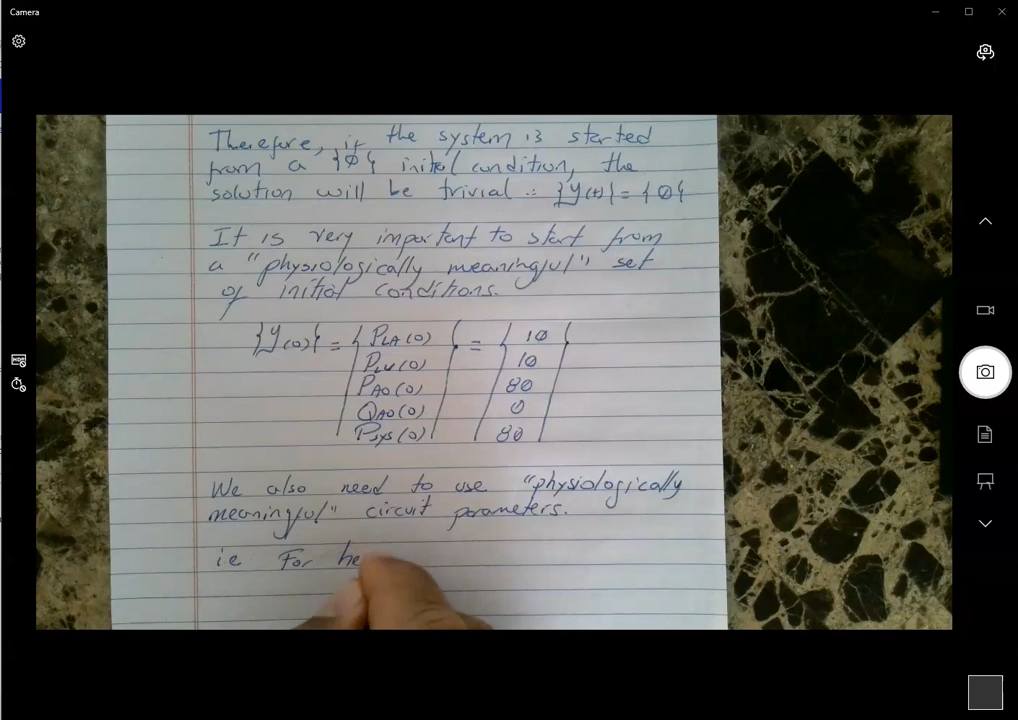 Camera
Therefore, if the system is started
from a {Ø} initial condition, the
solution will be trivial ∴ {Y(t)} = {Ø}
It is very important to start from
a "physiologically meaningful" set
of initial conditions.
{Y(0)} = { PLA(0) } = { 10 }
PLV(0) 10
PAO(0) 80
QAO(0) 0
PSYS(0) 80
We also need to use "physiologically
meaningful" circuit parameters.
ie For he